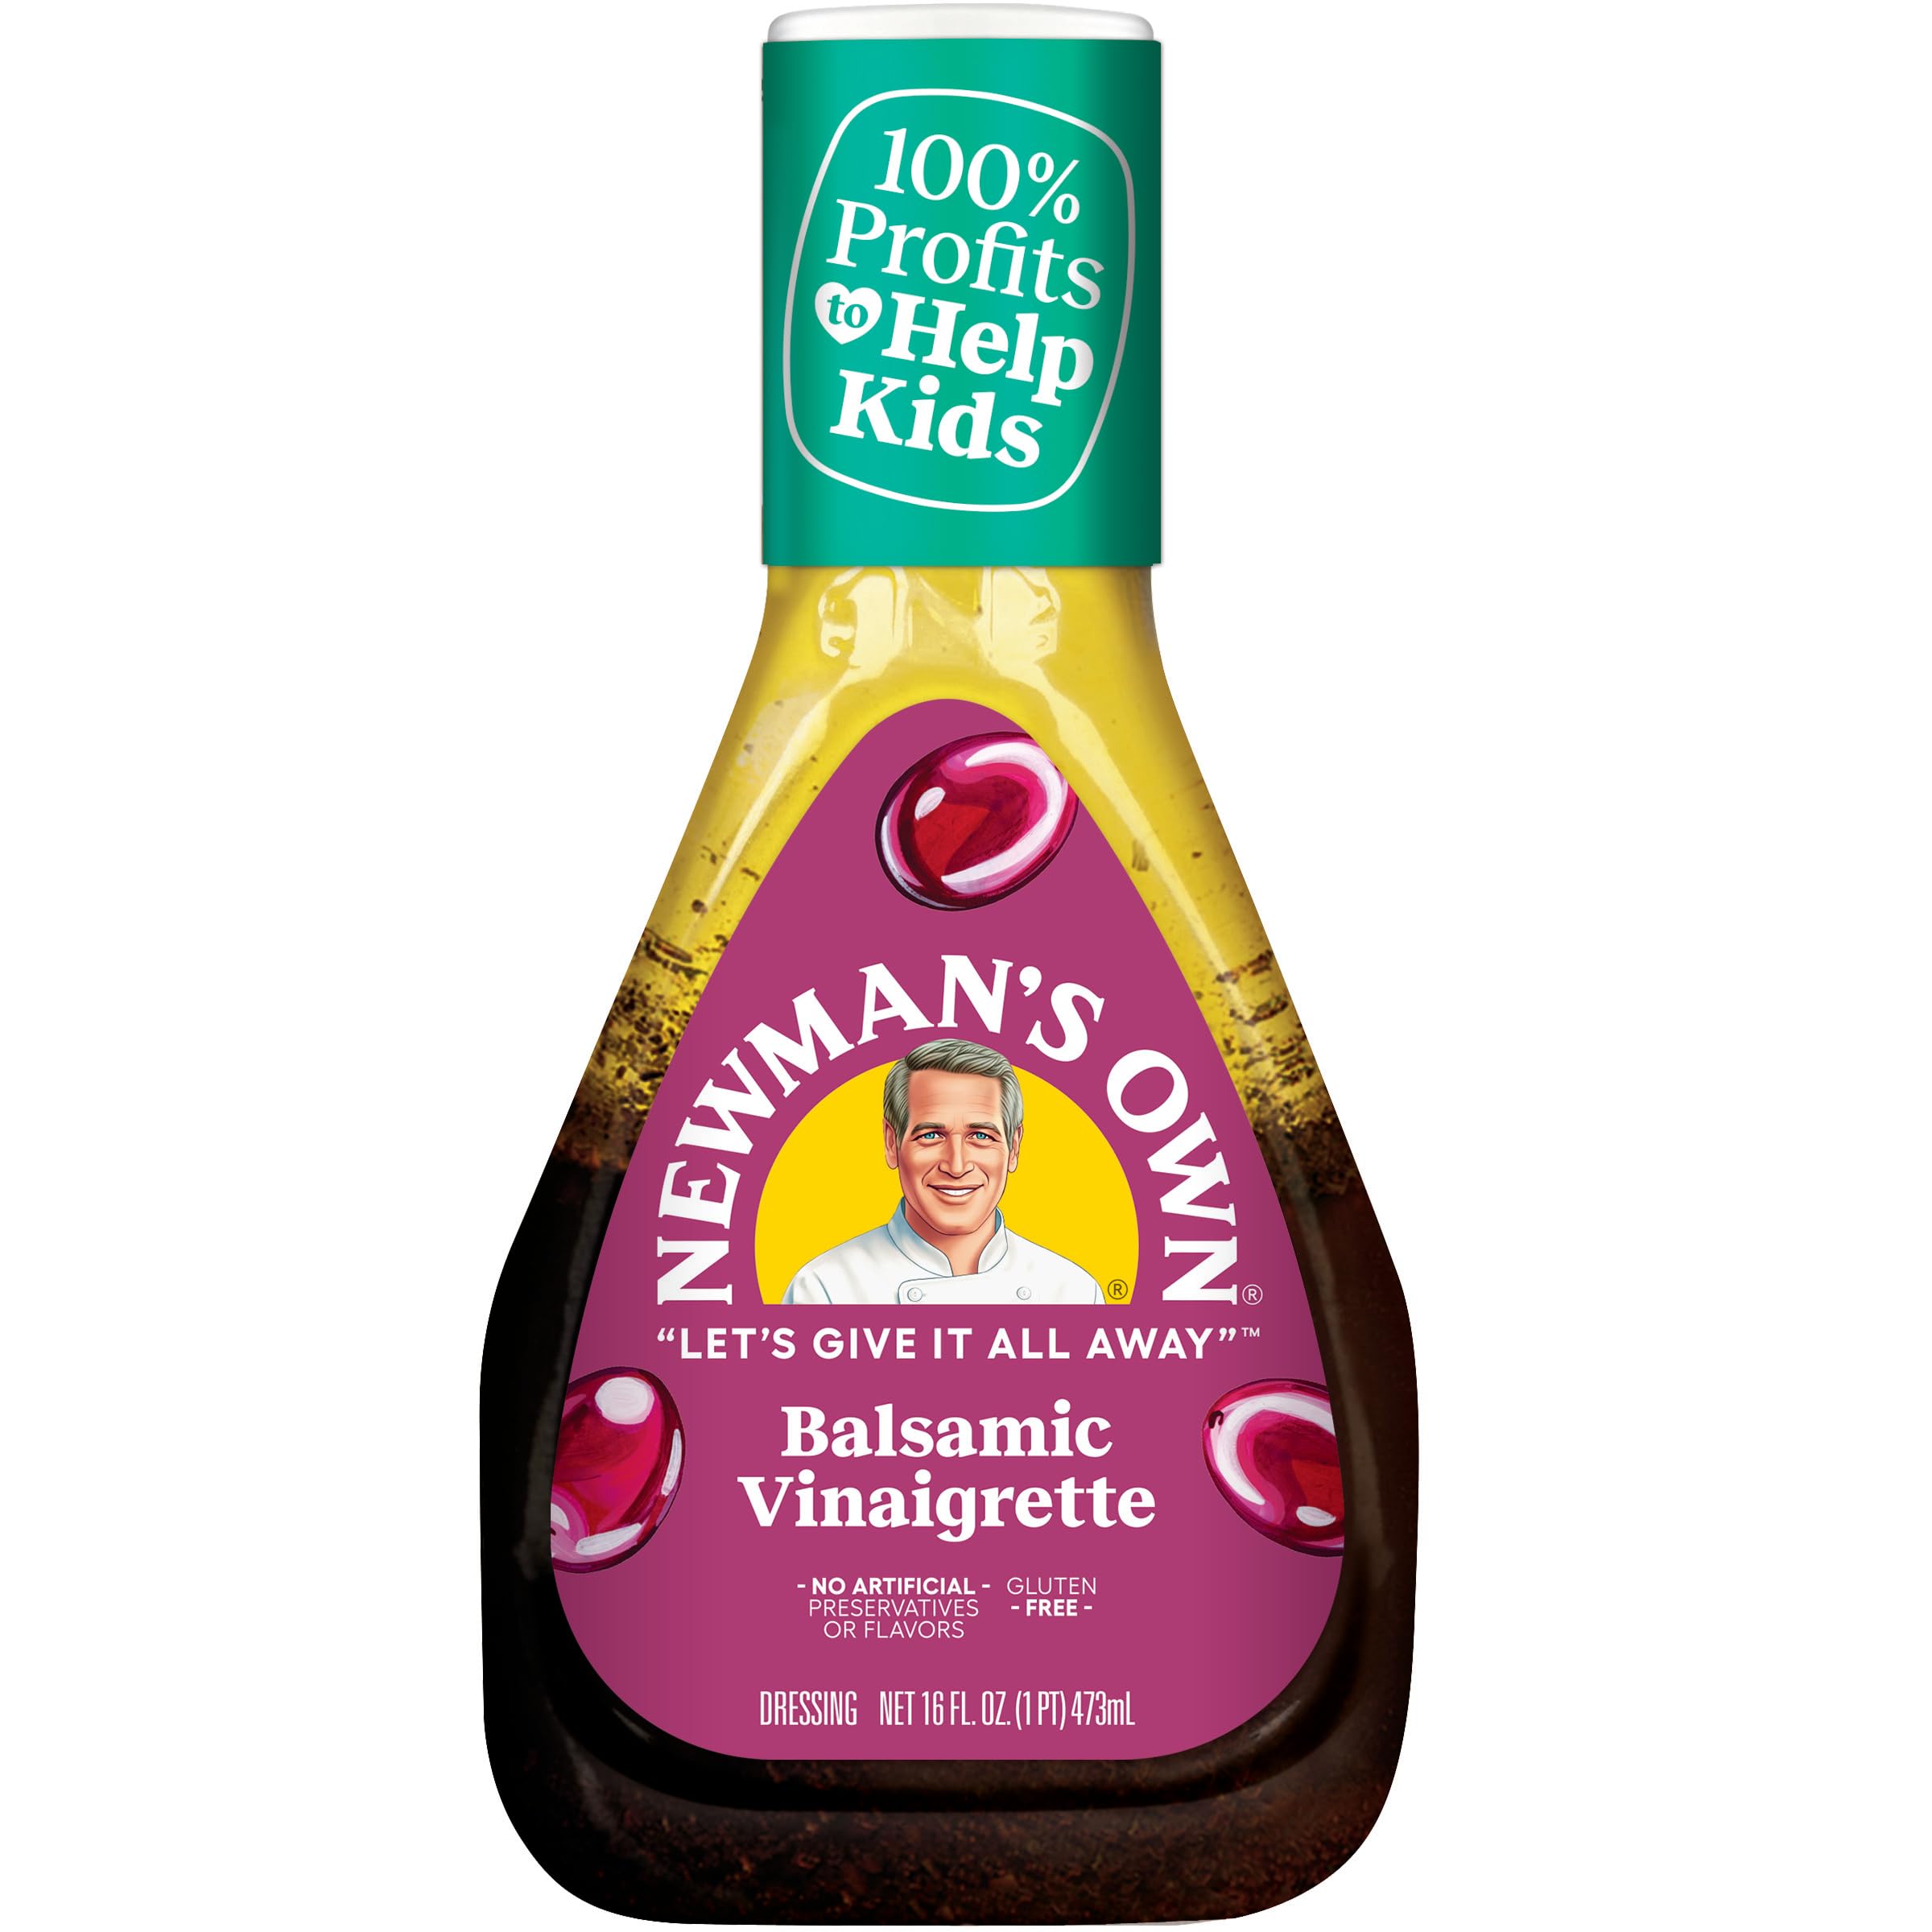 100%
Profits
to Help
Kids
NEWMAN'S OWN®
®
“LET'S GIVE IT ALL AWAY”™
Balsamic
Vinaigrette
- NO ARTIFICIAL -
PRESERVATIVES
OR FLAVORS
GLUTEN
- FREE -
DRESSING NET 16 FL. OZ. (1 PT) 473mL